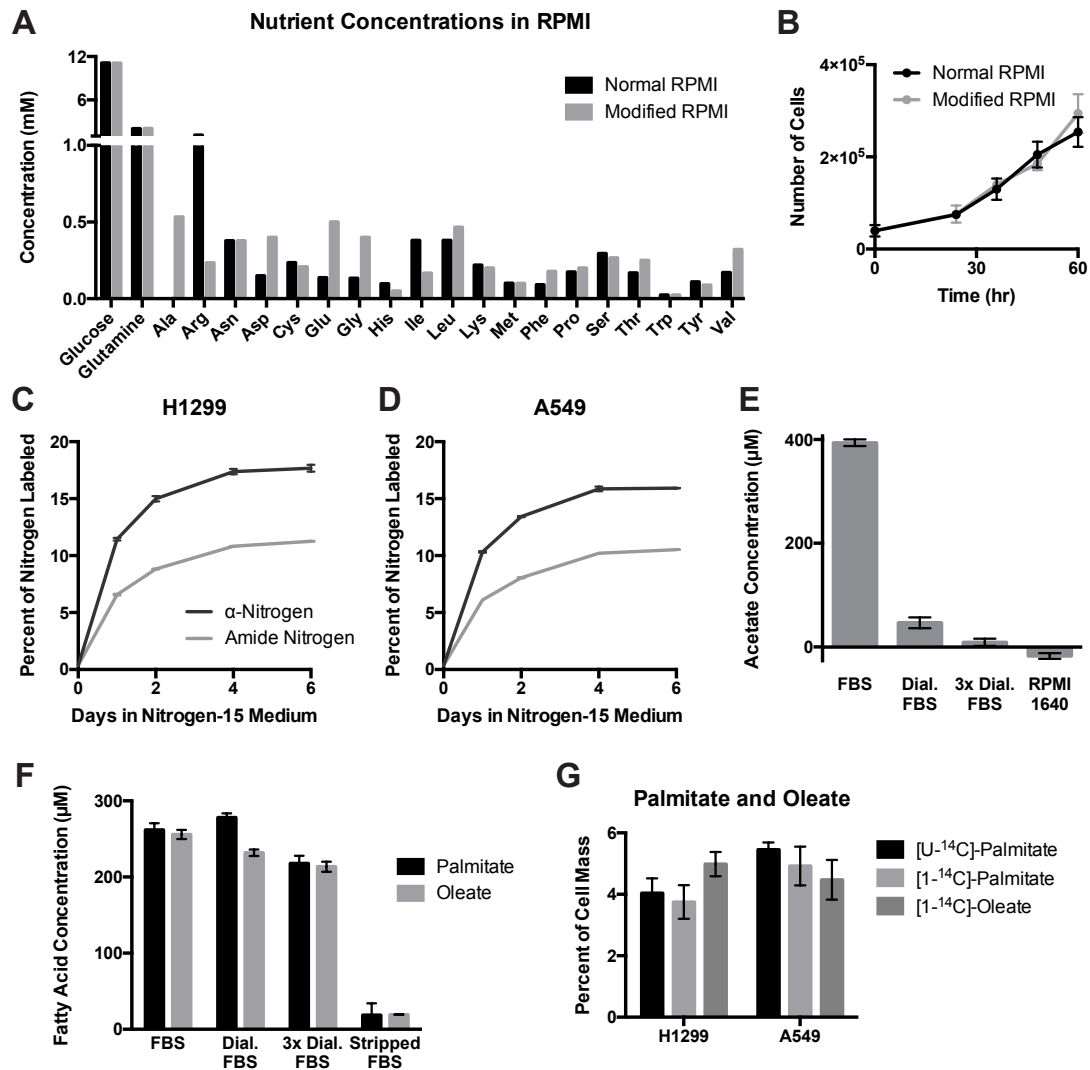 A
Nutrient Concentrations in RPMI
Concentration (mM)
12
6
1.0
0.5
0.0
Normal RPMI
Modified RPMI
Glucose
Glutamine
Ala
Arg
Asn
Asp
Cys
Glu
Gly
His
Ile
Leu
Lys
Met
Phe
Pro
Ser
Thr
Trp
Tyr
Val
B
Number of Cells
4×10⁵
2×10⁵
0
Normal RPMI
Modified RPMI
0 30 60
Time (hr)
C
H1299
Percent of Nitrogen Labeled
20
15
10
5
0
α-Nitrogen
Amide Nitrogen
0 2 4 6
Days in Nitrogen-15 Medium
D
A549
Percent of Nitrogen Labeled
20
15
10
5
0
0 2 4 6
Days in Nitrogen-15 Medium
E
Acetate Concentration (μM)
400
200
0
FBS Dial. 3x Dial. RPMI
FBS FBS 1640
F
Fatty Acid Concentration (μM)
300
200
100
0
Palmitate
Oleate
FBS Dial. 3x Dial. Stripped
FBS FBS FBS
G
Palmitate and Oleate
Percent of Cell Mass
6
4
2
0
[U-¹⁴C]-Palmitate
[1-¹⁴C]-Palmitate
[1-¹⁴C]-Oleate
H1299 A549